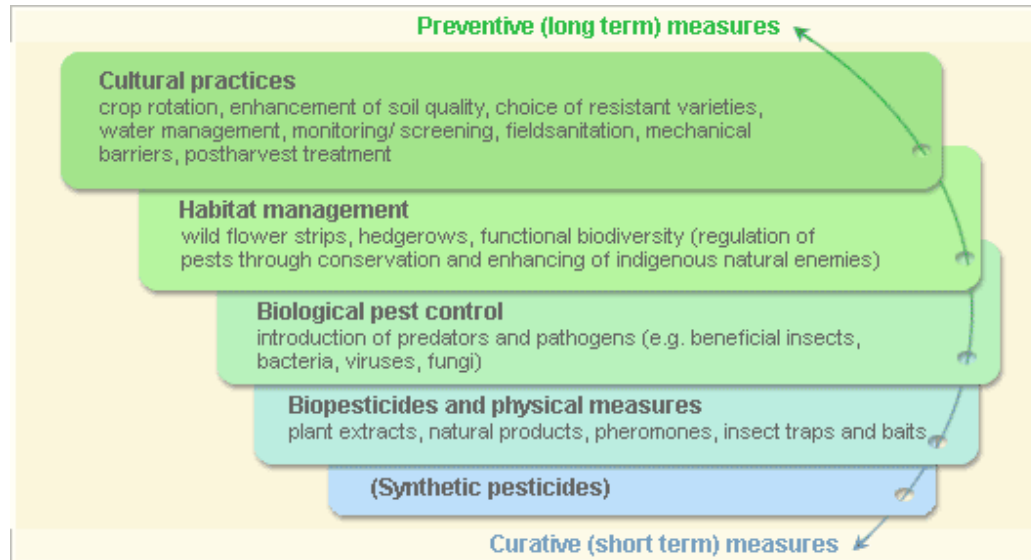 Preventive (long term) measures
Cultural practices
crop rotation, enhancement of soil quality, choice of resistant varieties,
water management, monitoring/ screening, fieldsanitation, mechanical
barriers, postharvest treatment
Habitat management
wild flower strips, hedgerows, functional biodiversity (regulation of
pests through conservation and enhancing of indigenous natural enemies)
Biological pest control
introduction of predators and pathogens (e.g. beneficial insects,
bacteria, viruses, fungi)
Biopesticides and physical measures
plant extracts, natural products, pheromones, insect traps and baits
(Synthetic pesticides)
Curative (short term) measures